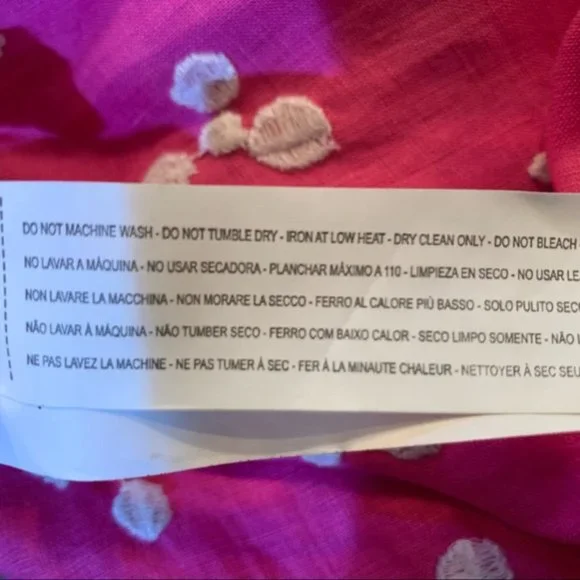 DO NOT MACHINE WASH - DO NOT TUMBLE DRY - IRON AT LOW HEAT - DRY CLEAN ONLY - DO NOT BLEACH
NO LAVAR A MÁQUINA - NO USAR SECADORA - PLANCHAR MÁXIMO A 110 - LIMPIEZA EN SECO - NO USAR LE
NON LAVARE LA MACCHINA - NON MORARE LA SECCO - FERRO AL CALORE PIÙ BASSO - SOLO PULITO SECO
NÃO LAVAR À MÁQUINA - NÃO TUMBER SECO - FERRO COM BAIXO CALOR - SECO LIMPO SOMENTE - NÃO
NE PAS LAVEZ LA MACHINE - NE PAS TUMER À SEC - FER À LA MINAUTE CHALEUR - NETTOYER À SEC SEU